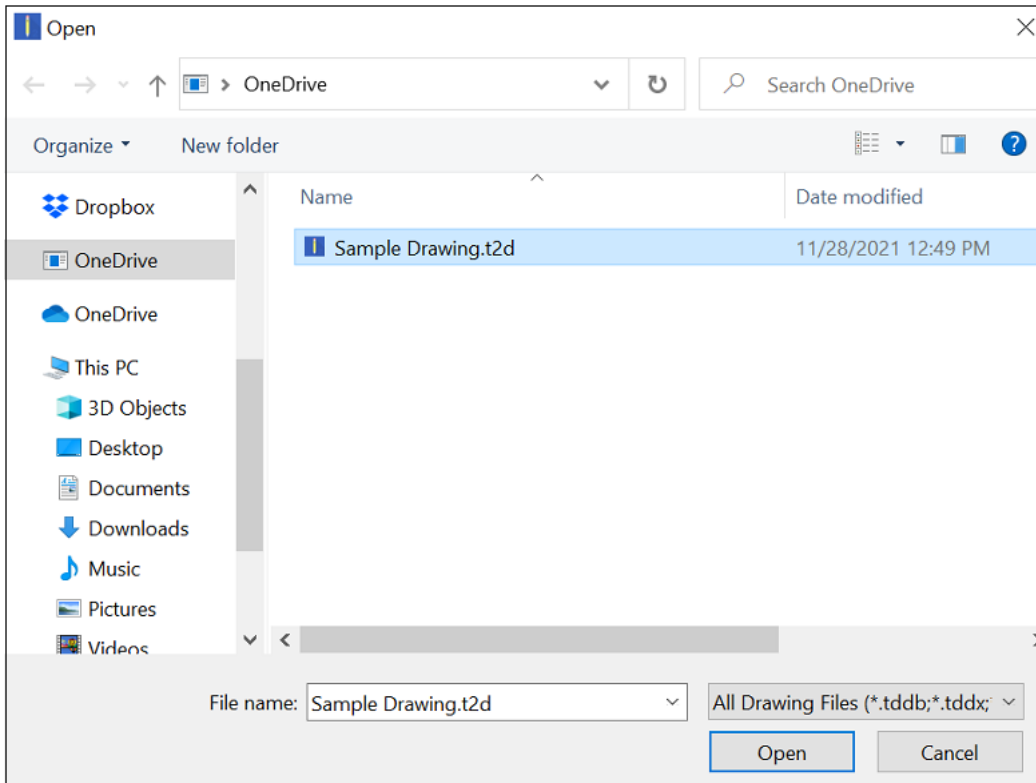 Open
OneDrive
Search OneDrive
Organize
New folder
Name
Date modified
Dropbox
OneDrive
OneDrive
This PC
3D Objects
Desktop
Documents
Downloads
Music
Pictures
Videos
Sample Drawing.t2d 11/28/2021 12:49 PM
File name: Sample Drawing.t2d
All Drawing Files (*.tddb;*.tddx;
Open
Cancel